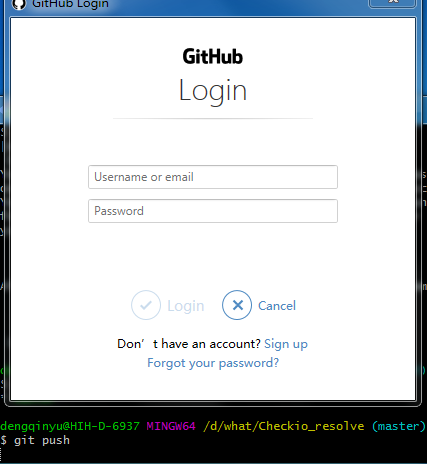 GitHub Login
GitHub
Login
Username or email
Password
Login
Cancel
Don't have an account? Sign up
Forgot your password?
dengqinyu@HIH-D-6937 MINGW64 /d/what/Checkio_resolve (master)
$ git push